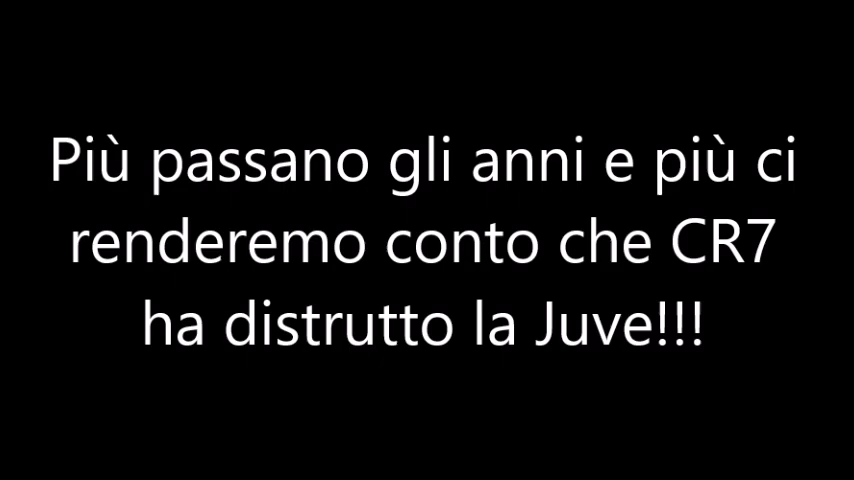 Più passano gli anni e più ci
renderemo conto che CR7
ha distrutto la Juve!!!